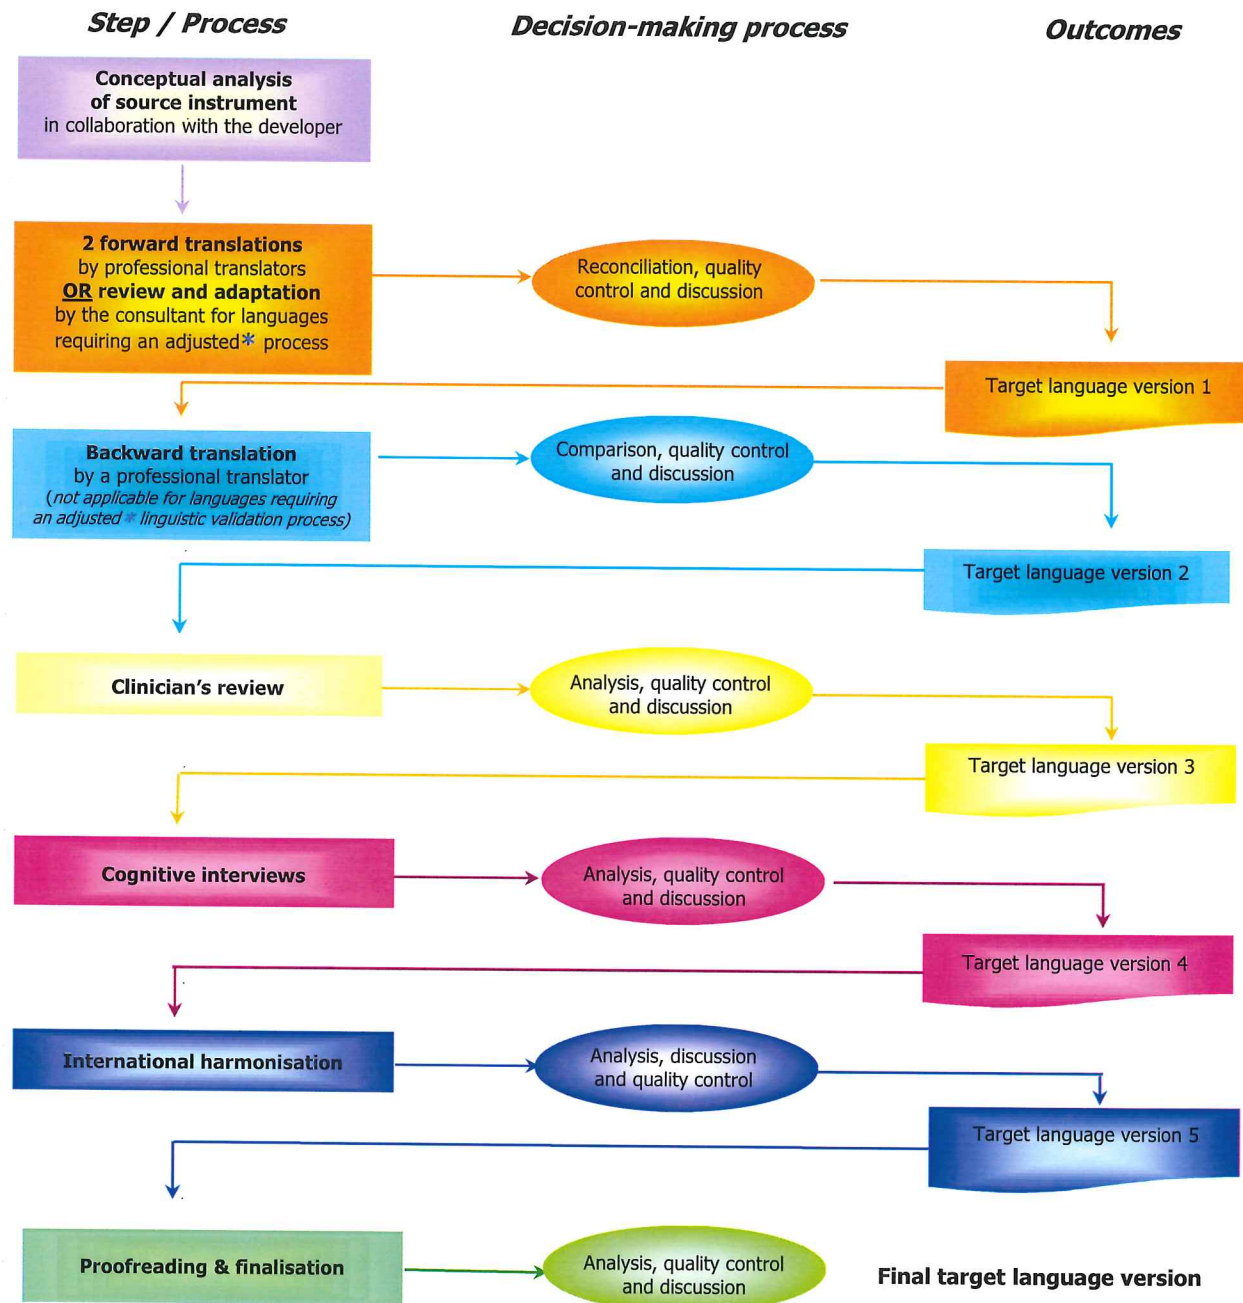 Step / Process
Decision-making process
Outcomes
Conceptual analysis
of source instrument
in collaboration with the developer
2 forward translations
by professional translators
OR review and adaptation
by the consultant for languages
requiring an adjusted* process
Reconciliation, quality
control and discussion
Target language version 1
Backward translation
by a professional translator
(not applicable for languages requiring
an adjusted * linguistic validation process)
Comparison, quality control
and discussion
Target language version 2
Clinician's review
Analysis, quality control
and discussion
Target language version 3
Cognitive interviews
Analysis, quality control
and discussion
Target language version 4
International harmonisation
Analysis, discussion
and quality control
Target language version 5
Proofreading & finalisation
Analysis, quality control
and discussion
Final target language version